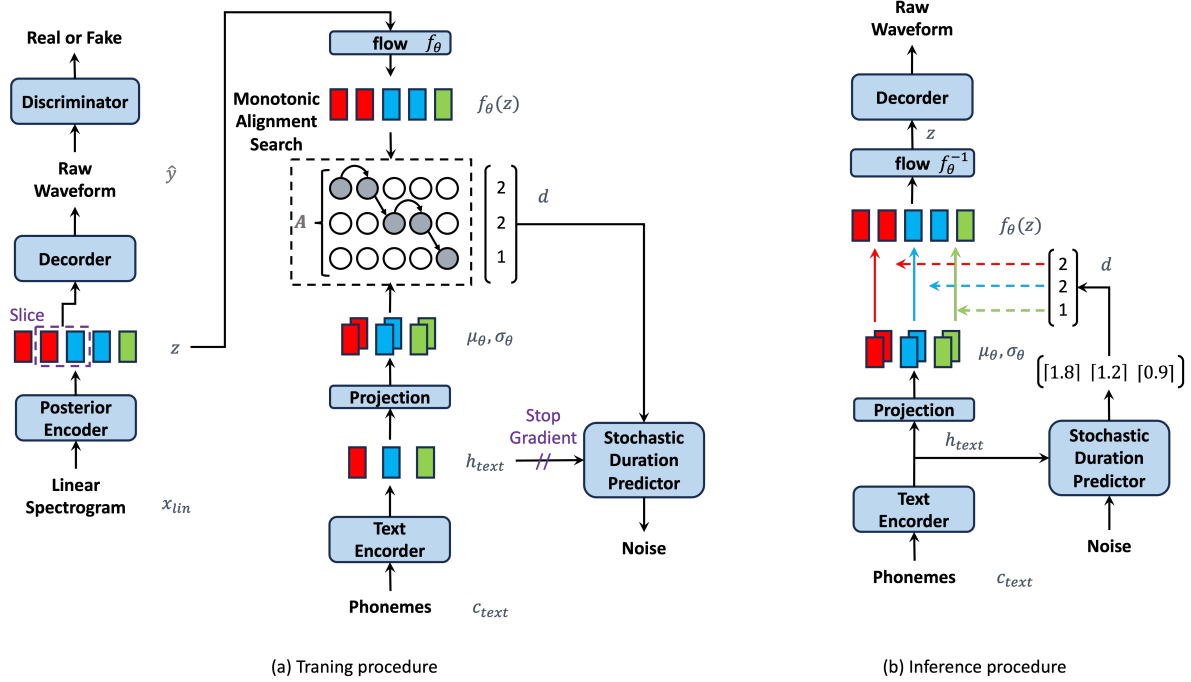 Real or Fake
Discriminator
Raw
Waveform
ŷ
Decorder
Slice
z
Posterior
Encoder
Linear
Spectrogram
x_lin
flow f_θ
Monotonic
Alignment
Search
f_θ(z)
A
2
2
1
d
μ_θ, σ_θ
Projection
Stop
Gradient
h_text
//
Stochastic
Duration
Predictor
Text
Encorder
Noise
Phonemes
c_text
(a) Traning procedure
Raw
Waveform
Decorder
z
flow f_θ^{-1}
f_θ(z)
2
2
1
d
μ_θ, σ_θ
⌈1.8⌉ ⌈1.2⌉ ⌈0.9⌉
Projection
h_text
Stochastic
Duration
Predictor
Text
Encorder
Noise
Phonemes
c_text
(b) Inference procedure